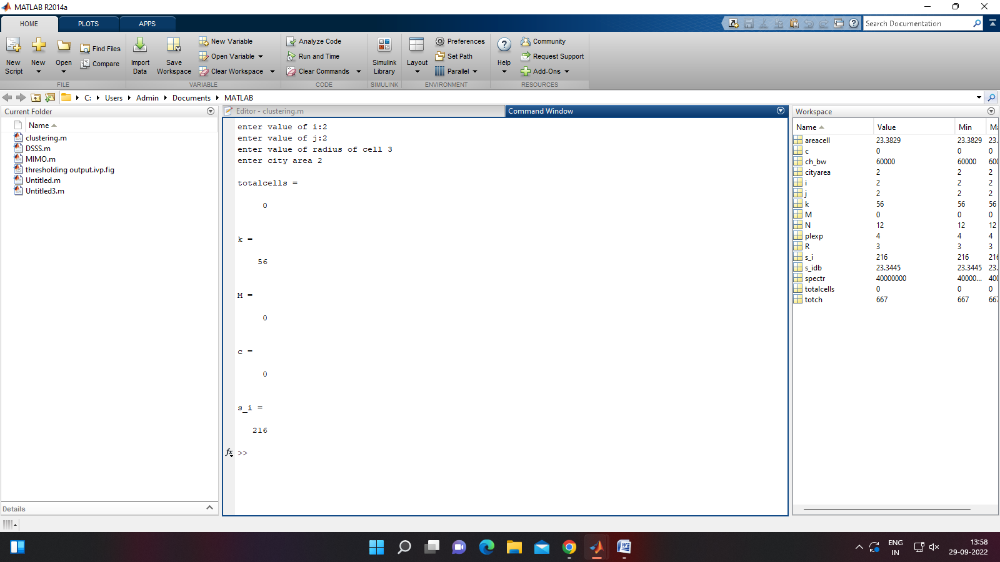 MATLAB R2014a
HOME PLOTS APPS
Search Documentation
New Script
New
Open
Find Files
Compare
Import Data
Save Workspace
New Variable
Open Variable
Clear Workspace
Analyze Code
Run and Time
Clear Commands
Simulink Library
Layout
Preferences
Set Path
Parallel
Help
Community
Request Support
Add-Ons
FILE VARIABLE CODE SIMULINK ENVIRONMENT RESOURCES
C: Users Admin Documents MATLAB
Current Folder
Name
clustering.m
DSSS.m
MIMO.m
thresholding output.ivp.fig
Untitled.m
Untitled3.m
Details
Editor - clustering.m
Command Window
enter value of i:2
enter value of j:2
enter value of radius of cell 3
enter city area 2
totalcells =
0
k =
56
M =
0
c =
0
s_i =
216
fx >>
Workspace
Name Value Min Ma
areacell 23.3829 23.3829 23.
c 0 0 0
ch_bw 60000 60000 600
cityarea 2 2 2
i 2 2 2
j 2 2 2
k 56 56 56
M 0 0 0
N 12 12 12
plexp 4 4 4
R 3 3 3
s_i 216 216 216
s_idb 23.3445 23.3445 23.
spectr 40000000 40000... 400
totalcells 0 0 0
totch 667 667 667
ENG
IN
13:58
29-09-2022